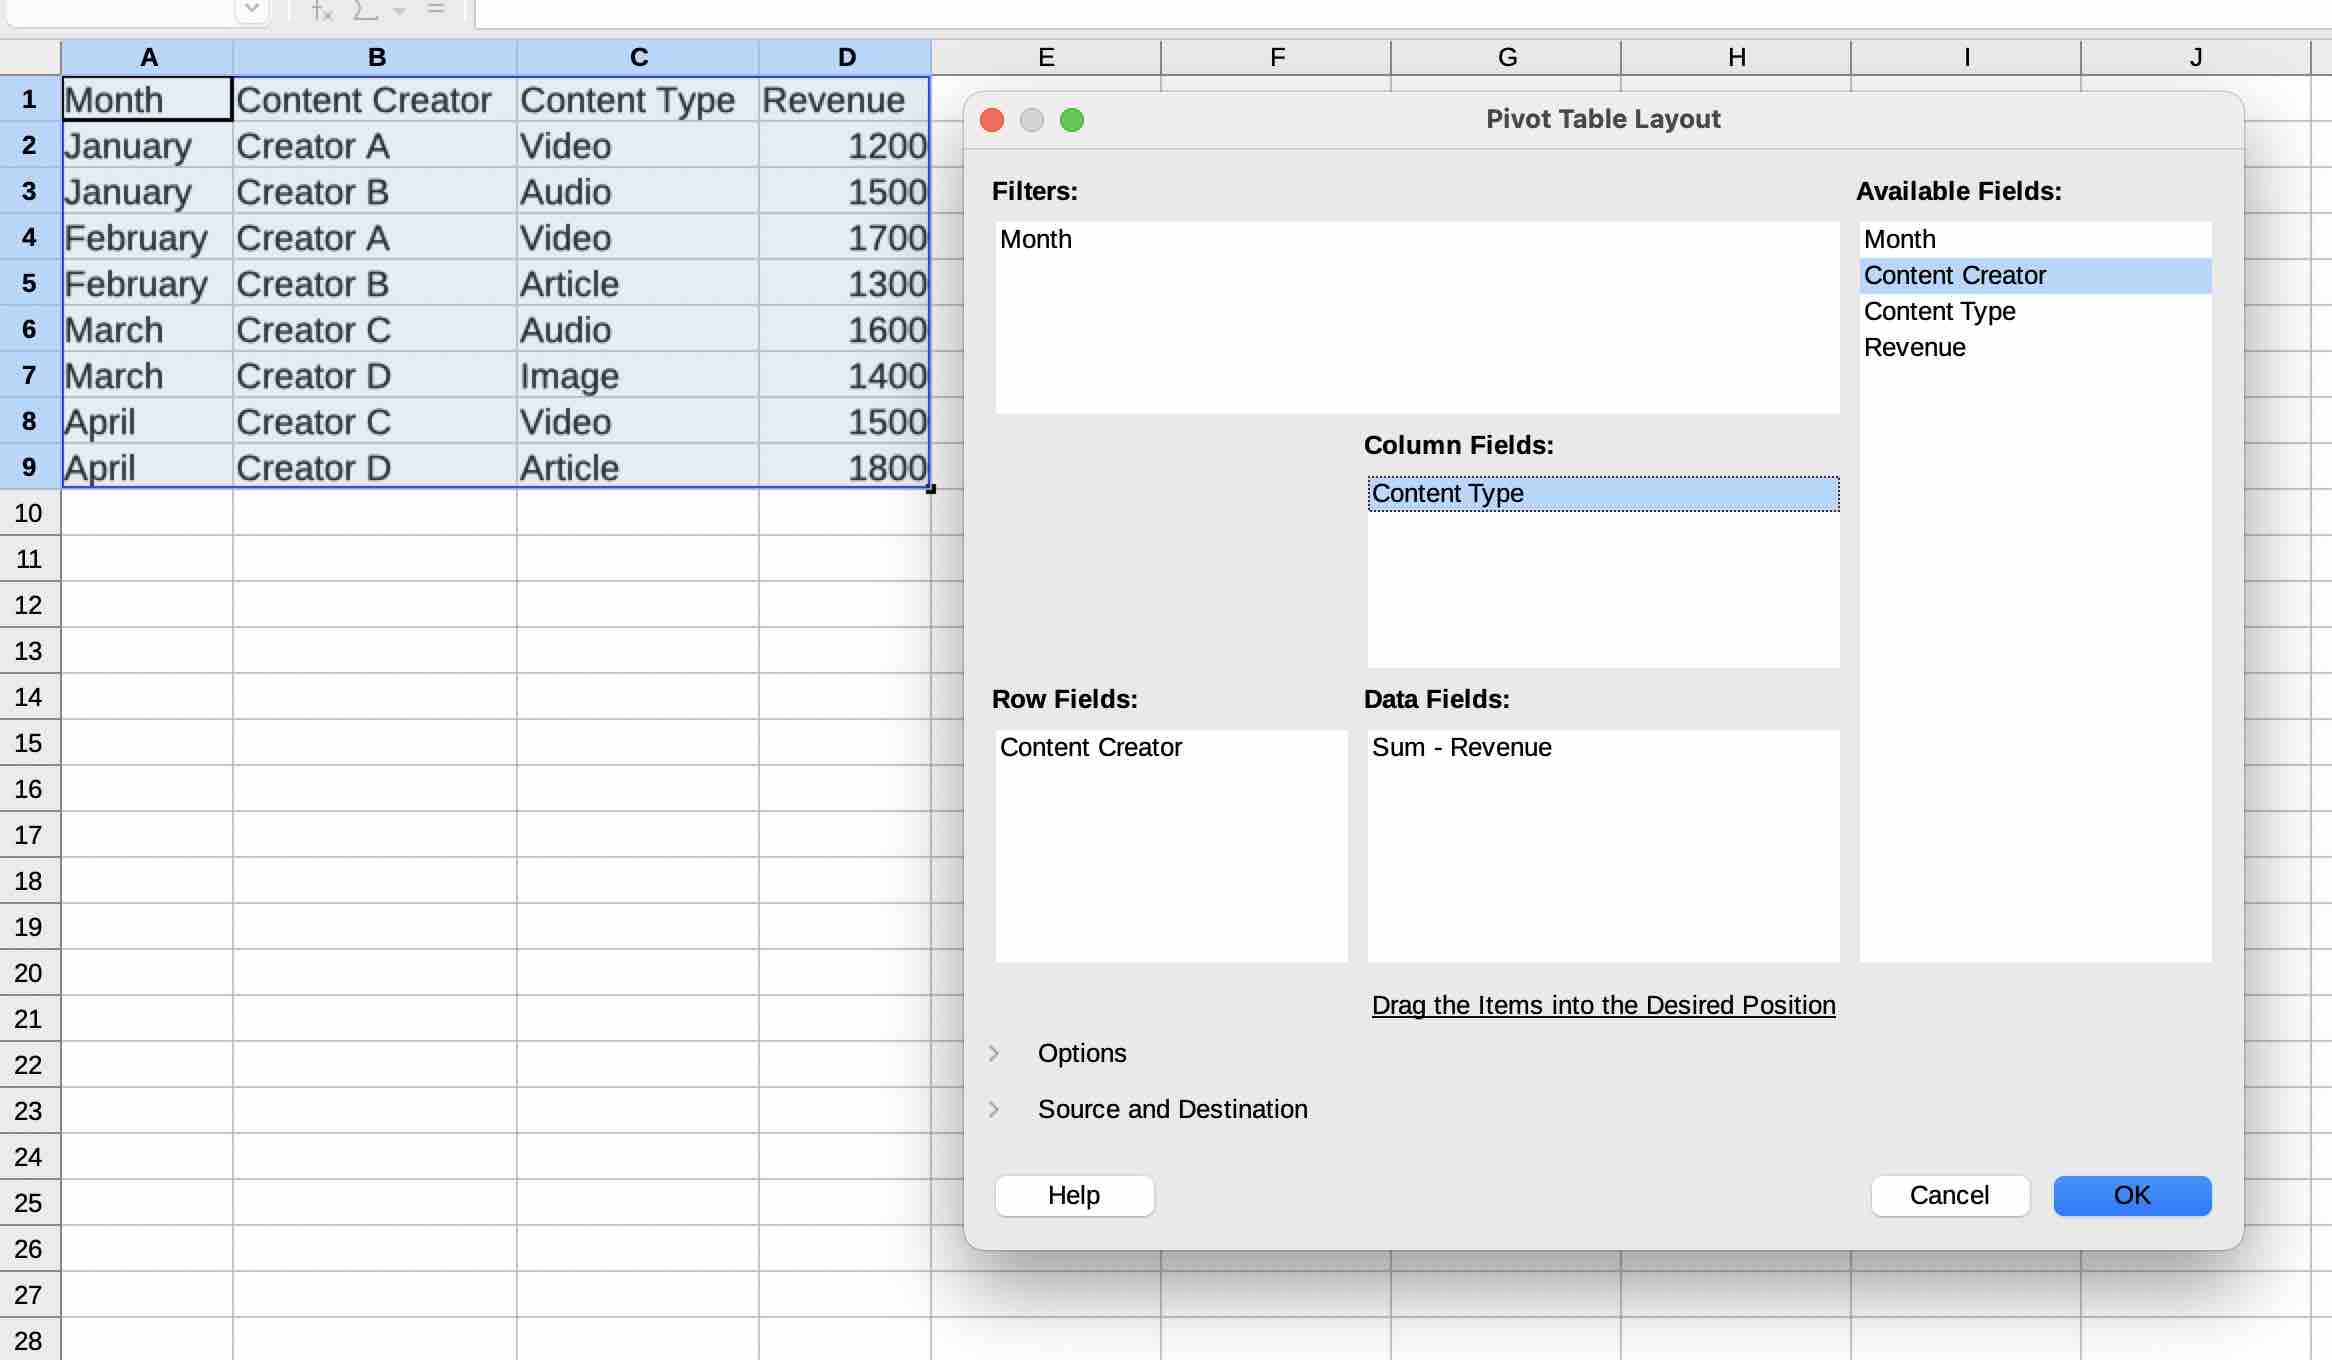 fx Σ =
A B C D E F G H I J
1 Month Content Creator Content Type Revenue
2 January Creator A Video 1200
3 January Creator B Audio 1500
4 February Creator A Video 1700
5 February Creator B Article 1300
6 March Creator C Audio 1600
7 March Creator D Image 1400
8 April Creator C Video 1500
9 April Creator D Article 1800
10
11
12
13
14
15
16
17
18
19
20
21
22
23
24
25
26
27
28
Pivot Table Layout
Filters:
Month
Available Fields:
Month
Content Creator
Content Type
Revenue
Column Fields:
Content Type
Row Fields:
Content Creator
Data Fields:
Sum - Revenue
Drag the Items into the Desired Position
Options
Source and Destination
Help
Cancel
OK